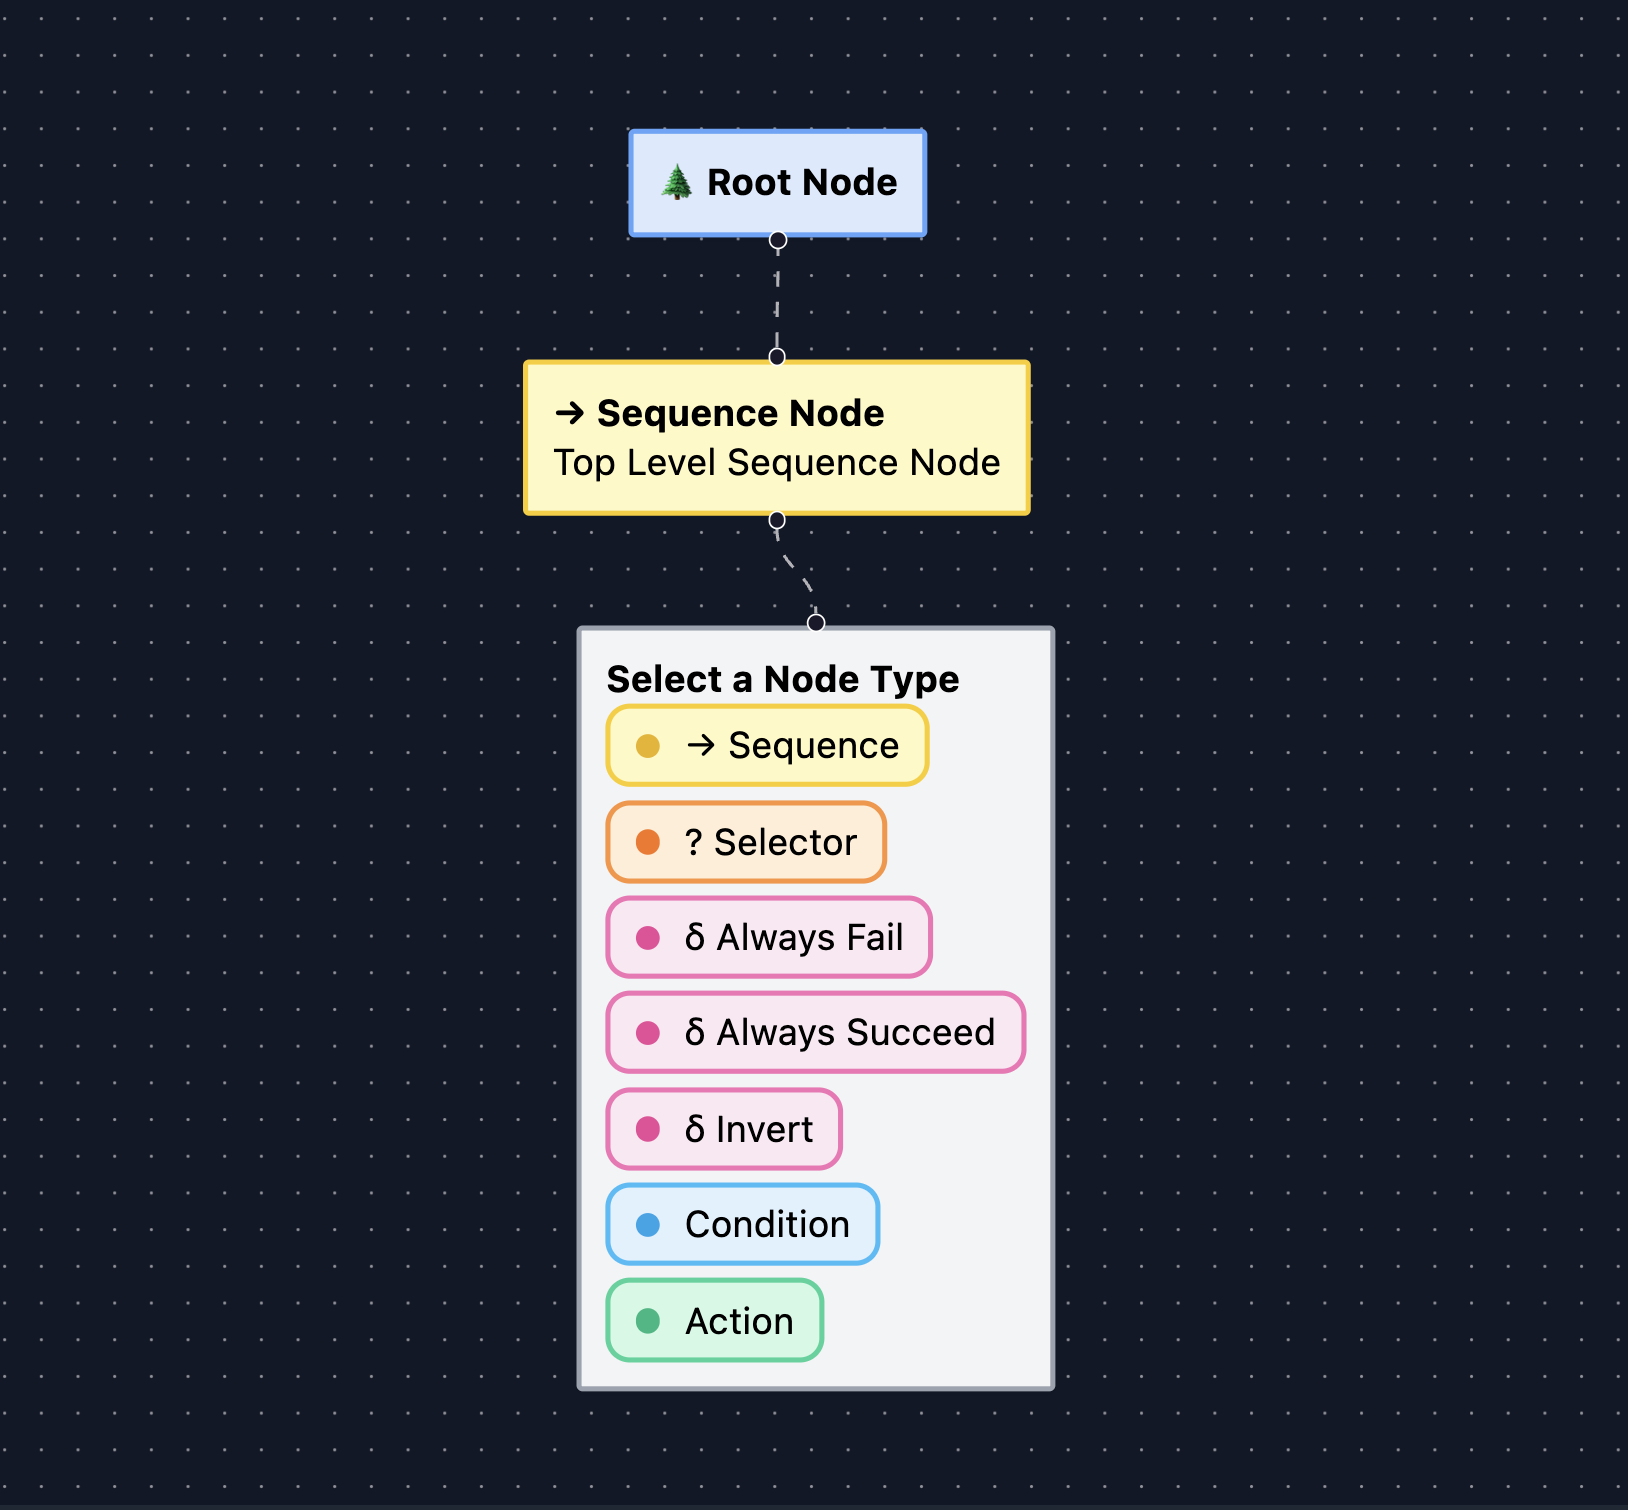 🌲 Root Node
→ Sequence Node
Top Level Sequence Node
Select a Node Type
→ Sequence
? Selector
δ Always Fail
δ Always Succeed
δ Invert
Condition
Action